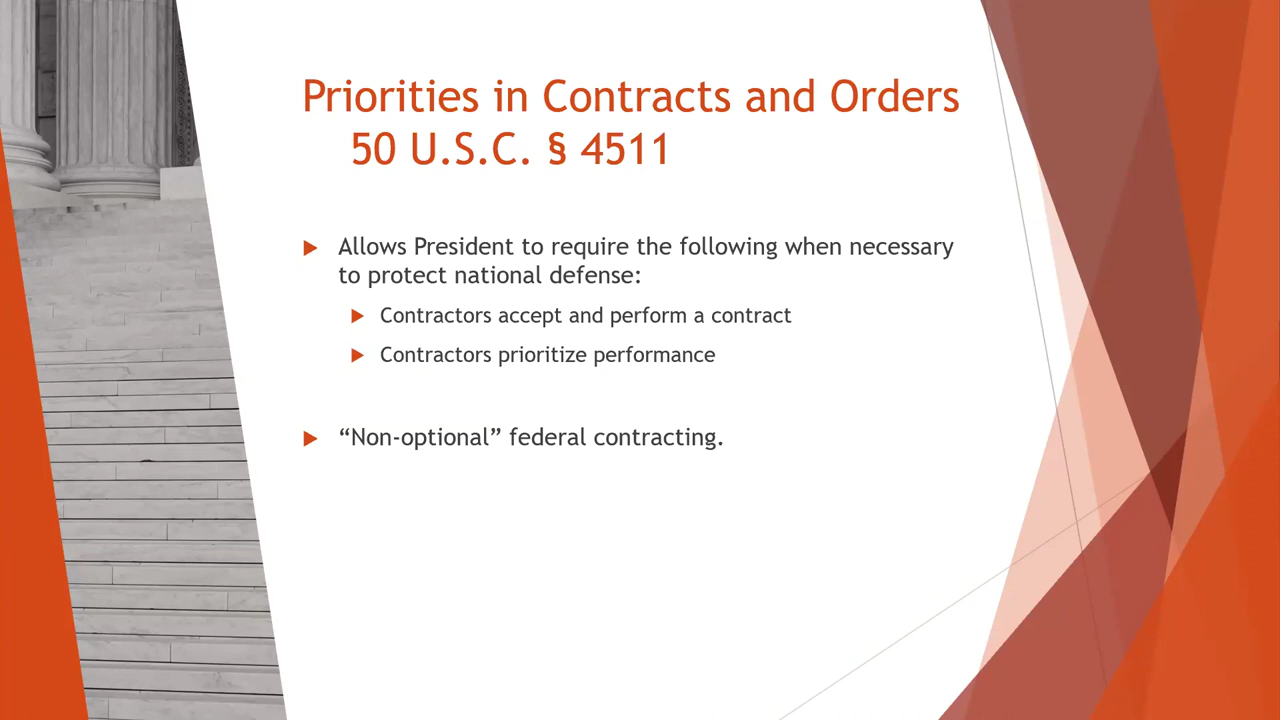 Priorities in Contracts and Orders
50 U.S.C. § 4511
Allows President to require the following when necessary
to protect national defense:
Contractors accept and perform a contract
Contractors prioritize performance
“Non-optional” federal contracting.